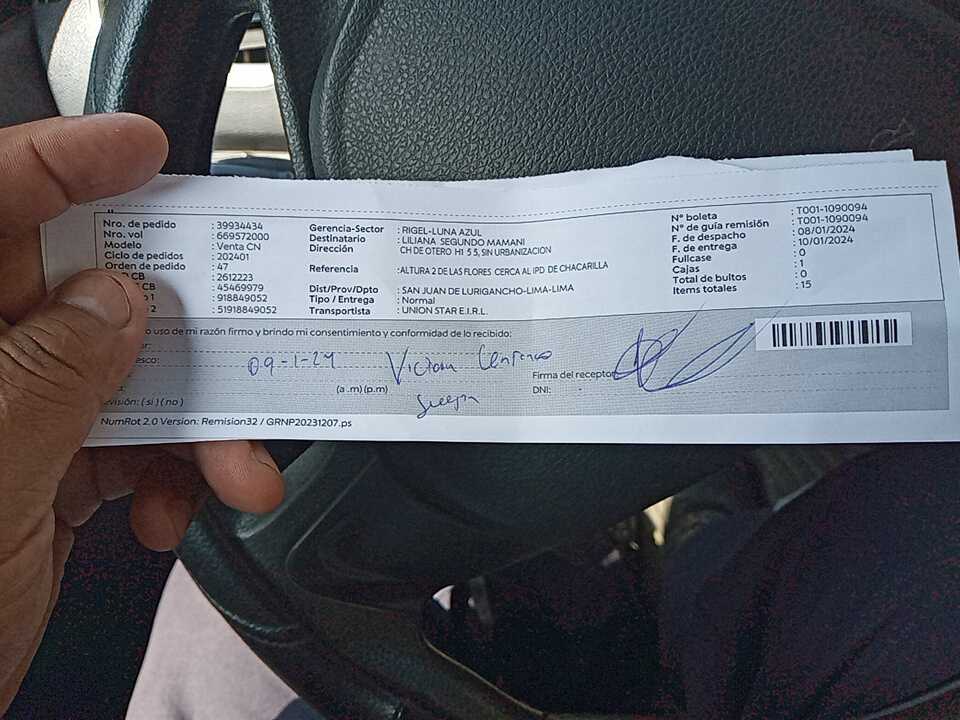 Nro. de pedido : 39934434
Nro. vol : 669572000
Modelo : Venta CN
Ciclo de pedidos : 202401
Orden de pedido : 47
CB : 2612223
CB : 45469979
1 : 918849052
2 : 51918849052
Gerencia-Sector : RIGEL-LUNA AZUL
Destinatario : LILIANA SEGUNDO MAMANI
Dirección CH DE OTERO H1 5 5, SIN URBANIZACION
Referencia : ALTURA 2 DE LAS FLORES CERCA AL IPD DE CHACARILLA
Dist/Prov/Dpto : SAN JUAN DE LURIGANCHO-LIMA-LIMA
Tipo / Entrega : Normal
Transportista : UNION STAR E.I.R.L.
N° boleta : T001-1090094
N° de guía remisión : T001-1090094
F. de despacho : 08/01/2024
F. de entrega : 10/01/2024
Fullcase : 0
Cajas : 1
Total de bultos : 0
Items totales : 15
uso de mi razón firmo y brindo mi consentimiento y conformidad de lo recibido:
09-1-24
Firma del receptor
DNI:
(a .m) (p.m)
( si ) ( no )
NumRot 2.0 Version: Remision32 / GRNP20231207.ps